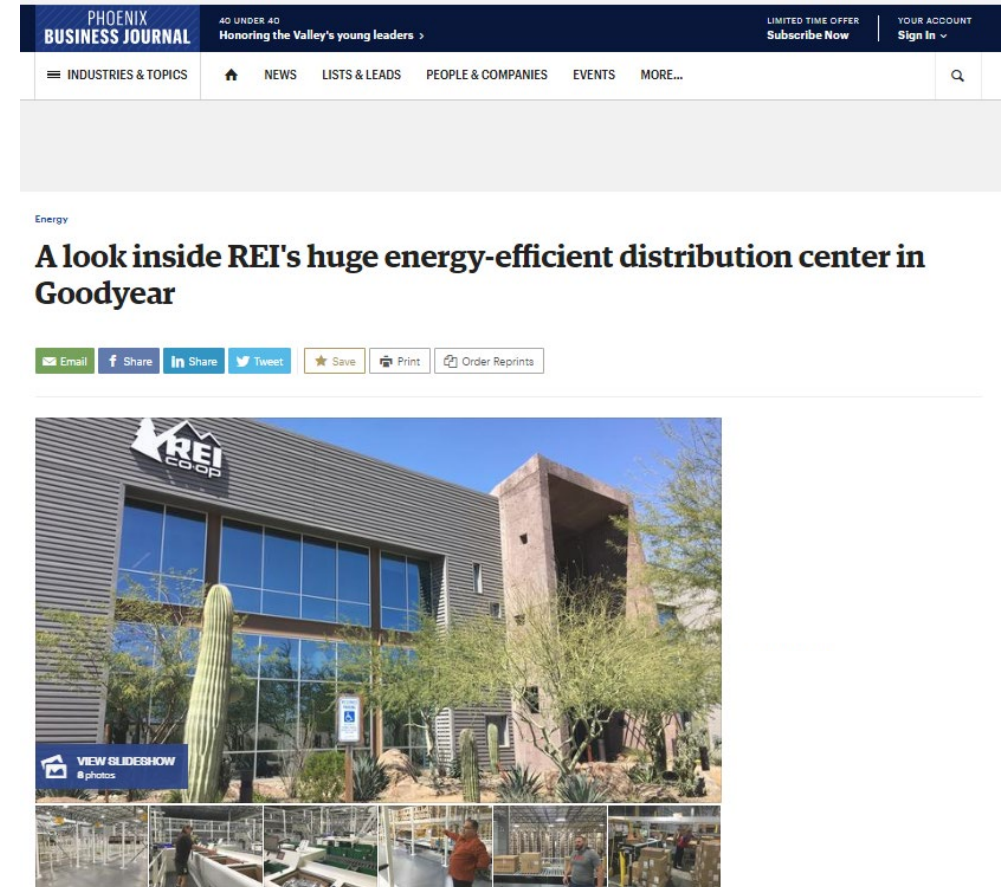 PHOENIX
BUSINESS JOURNAL
40 UNDER 40
Honoring the Valley's young leaders >
LIMITED TIME OFFER
Subscribe Now
YOUR ACCOUNT
Sign In
INDUSTRIES & TOPICS
NEWS
LISTS & LEADS
PEOPLE & COMPANIES
EVENTS
MORE...
Energy
A look inside REI's huge energy-efficient distribution center in
Goodyear
Email
f Share
in Share
Tweet
Save
Print
Order Reprints
REI
CO·OP
VIEW SLIDESHOW
8 photos